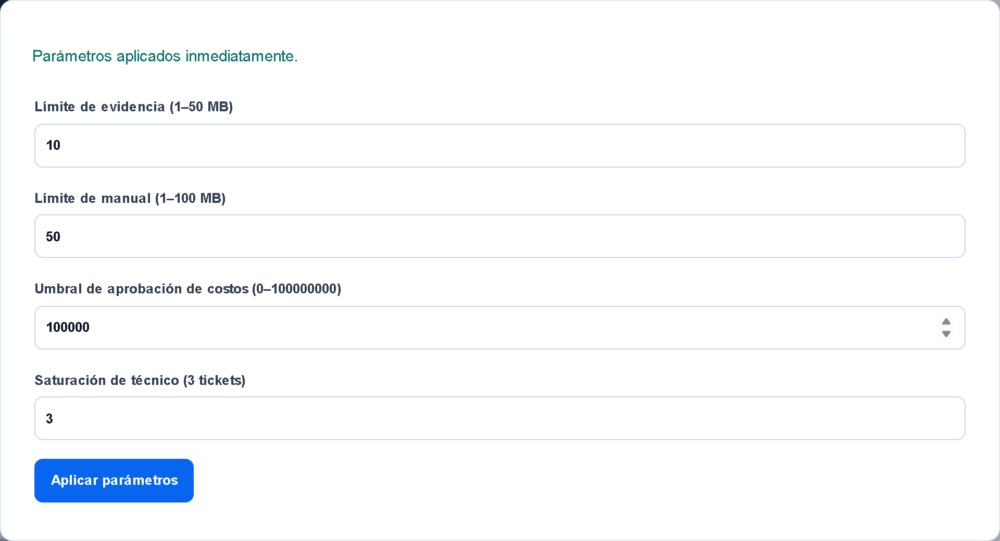 Parámetros aplicados inmediatamente.
Límite de evidencia (1–50 MB)
10
Límite de manual (1–100 MB)
50
Umbral de aprobación de costos (0–100000000)
100000
Saturación de técnico (3 tickets)
3
Aplicar parámetros